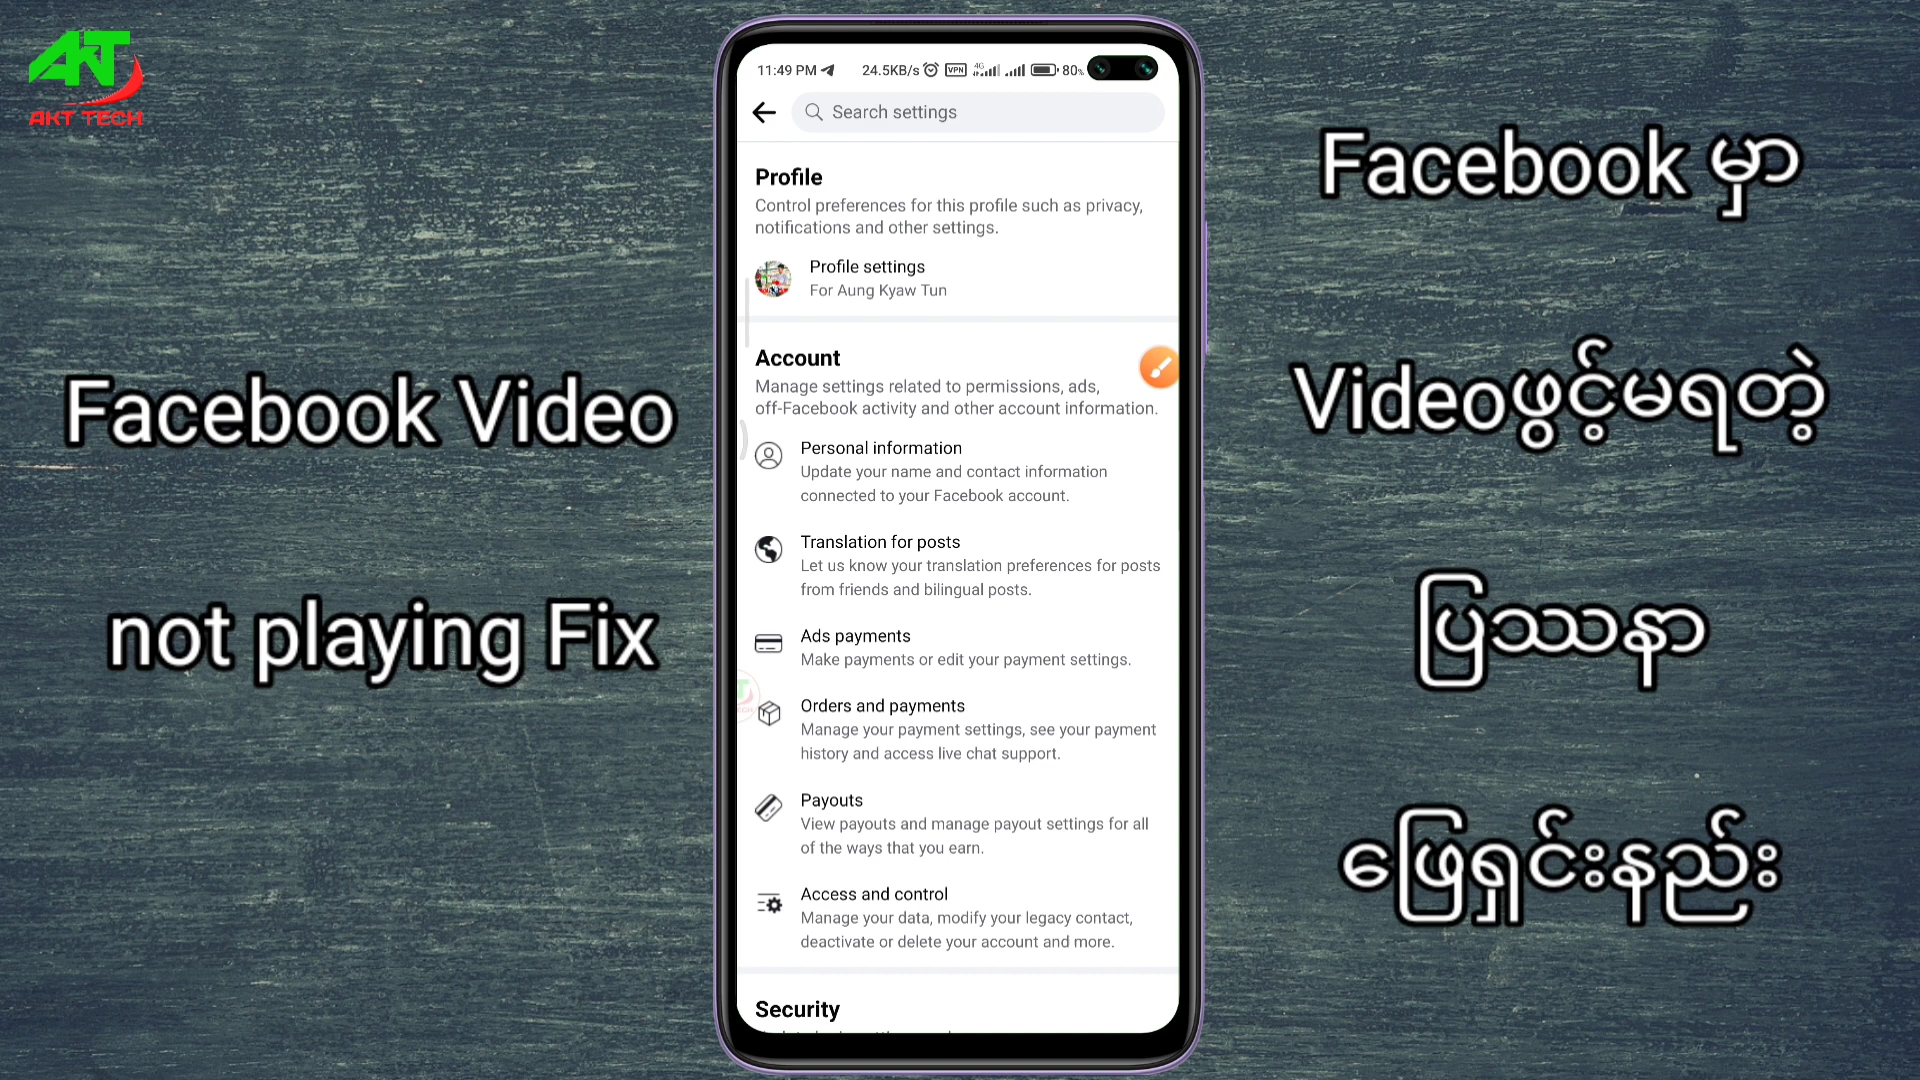 AKT
AKT TECH
Facebook Video
not playing Fix
11:49 PM 24.5KB/s VPN 4G 80%
Search settings
Profile
Control preferences for this profile such as privacy,
notifications and other settings.
Profile settings
For Aung Kyaw Tun
Account
Manage settings related to permissions, ads,
off-Facebook activity and other account information.
Personal information
Update your name and contact information
connected to your Facebook account.
Translation for posts
Let us know your translation preferences for posts
from friends and bilingual posts.
Ads payments
Make payments or edit your payment settings.
Orders and payments
Manage your payment settings, see your payment
history and access live chat support.
Payouts
View payouts and manage payout settings for all
of the ways that you earn.
Access and control
Manage your data, modify your legacy contact,
deactivate or delete your account and more.
Security
Facebook မှာ
Videoဖွင့်မရတဲ့
ပြဿနာ
ဖြေရှင်းနည်း